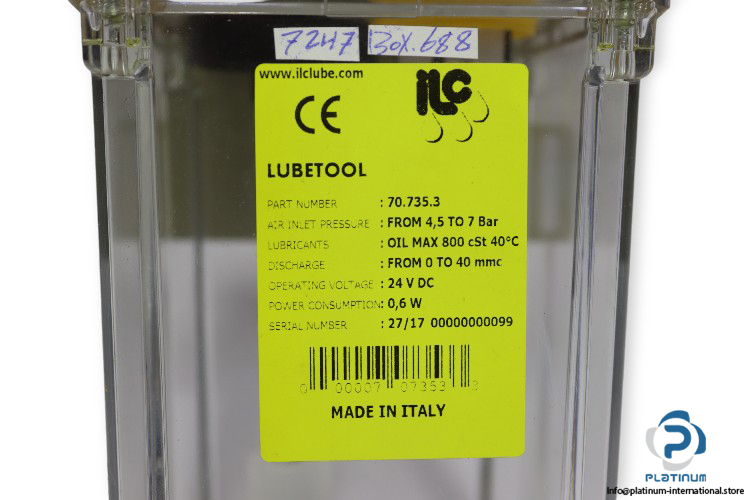 7247 BOX.688
www.ilclube.com
ilc
CE
LUBETOOL
PART NUMBER : 70.735.3
AIR INLET PRESSURE : FROM 4,5 TO 7 Bar
LUBRICANTS : OIL MAX 800 cSt 40°C
DISCHARGE : FROM 0 TO 40 mmc
OPERATING VOLTAGE : 24 V DC
POWER CONSUMPTION : 0,6 W
SERIAL NUMBER : 27/17 00000000099
0 00007 07353 3
MADE IN ITALY
PLATINUM
info@platinum-international.store